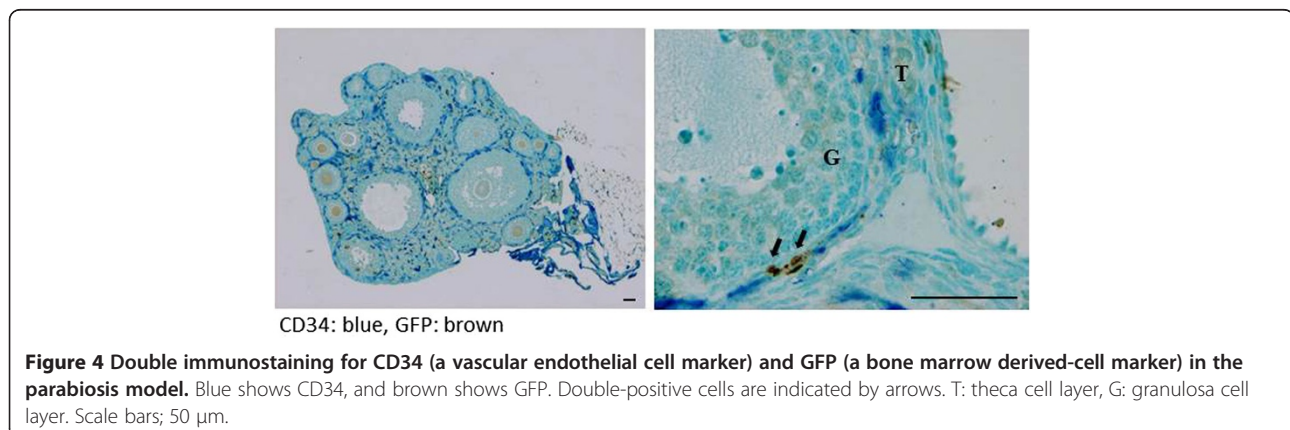 T
G
CD34: blue, GFP: brown
Figure 4 Double immunostaining for CD34 (a vascular endothelial cell marker) and GFP (a bone marrow derived-cell marker) in the
parabiosis model. Blue shows CD34, and brown shows GFP. Double-positive cells are indicated by arrows. T: theca cell layer, G: granulosa cell
layer. Scale bars; 50 μm.